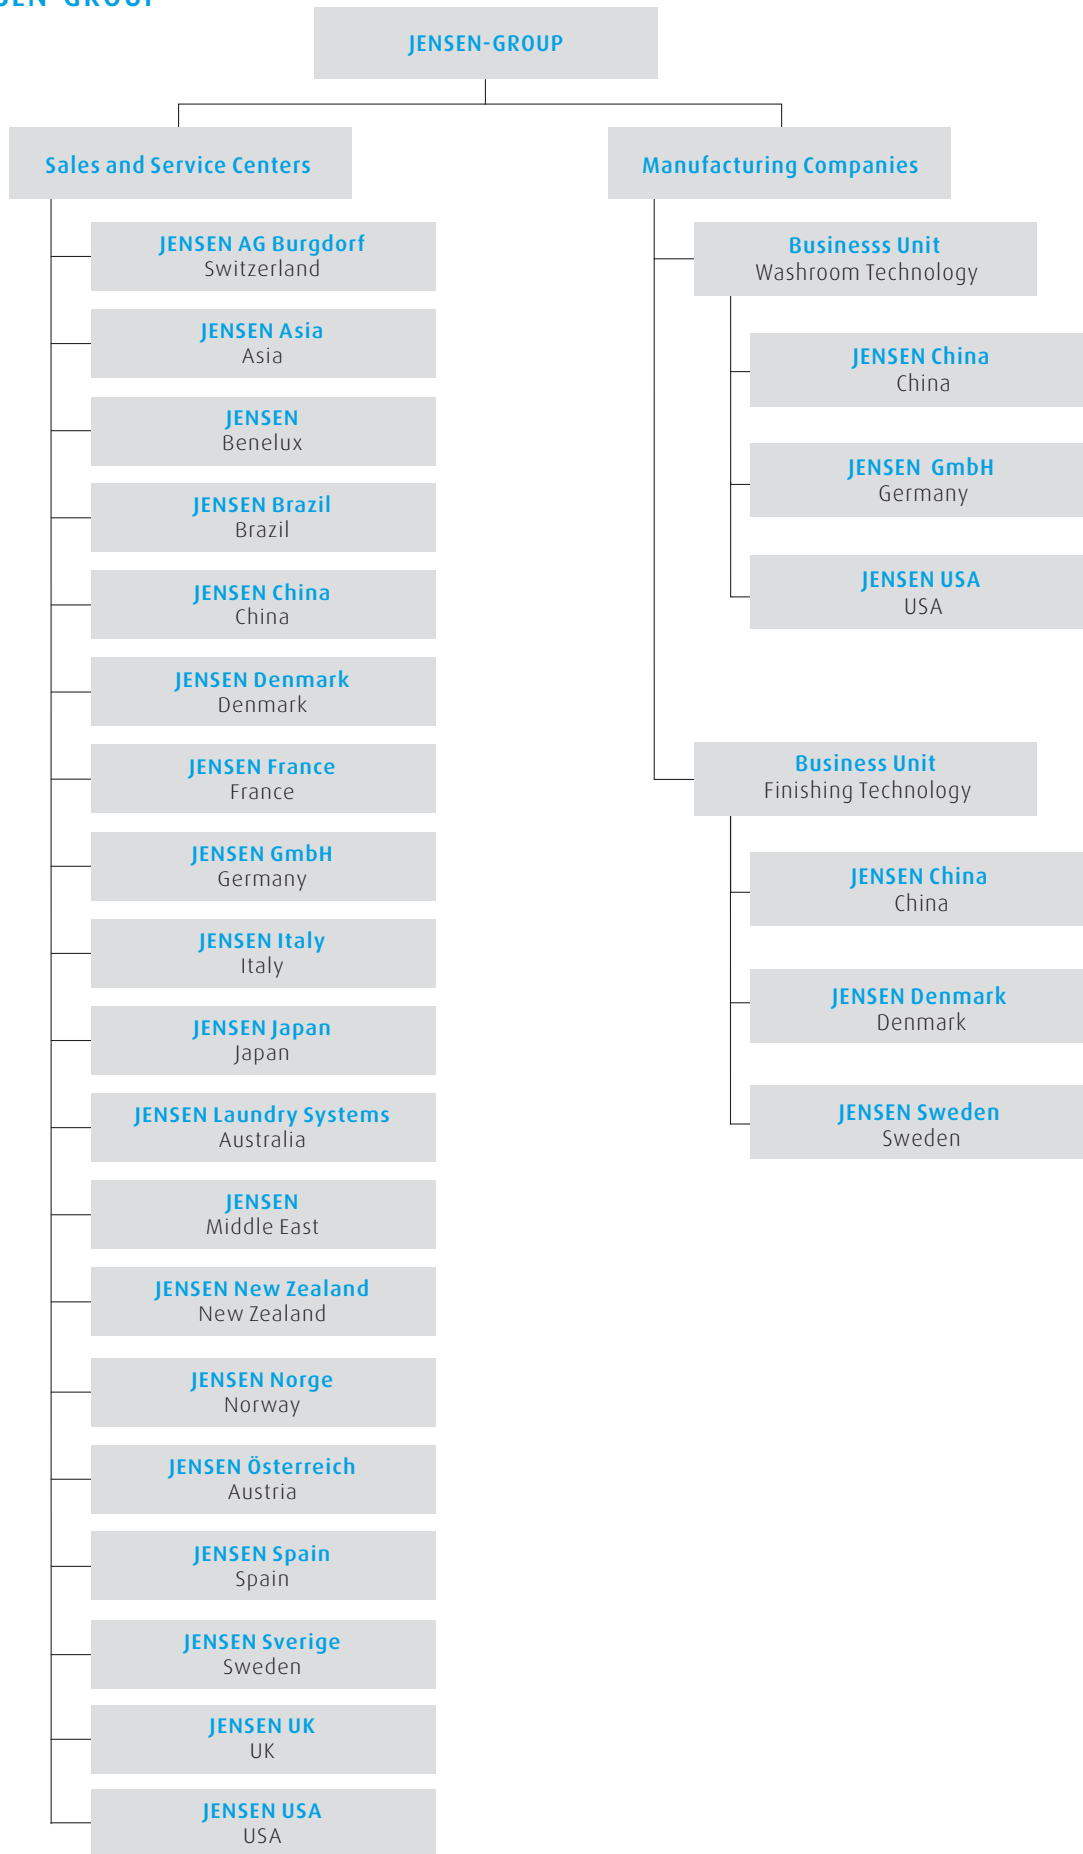 JENSEN-GROUP
Sales and Service Centers
JENSEN AG Burgdorf
Switzerland
JENSEN Asia
Asia
JENSEN
Benelux
JENSEN Brazil
Brazil
JENSEN China
China
JENSEN Denmark
Denmark
JENSEN France
France
JENSEN GmbH
Germany
JENSEN Italy
Italy
JENSEN Japan
Japan
JENSEN Laundry Systems
Australia
JENSEN
Middle East
JENSEN New Zealand
New Zealand
JENSEN Norge
Norway
JENSEN Österreich
Austria
JENSEN Spain
Spain
JENSEN Sverige
Sweden
JENSEN UK
UK
JENSEN USA
USA
Manufacturing Companies
Businesss Unit
Washroom Technology
JENSEN China
China
JENSEN GmbH
Germany
JENSEN USA
USA
Business Unit
Finishing Technology
JENSEN China
China
JENSEN Denmark
Denmark
JENSEN Sweden
Sweden